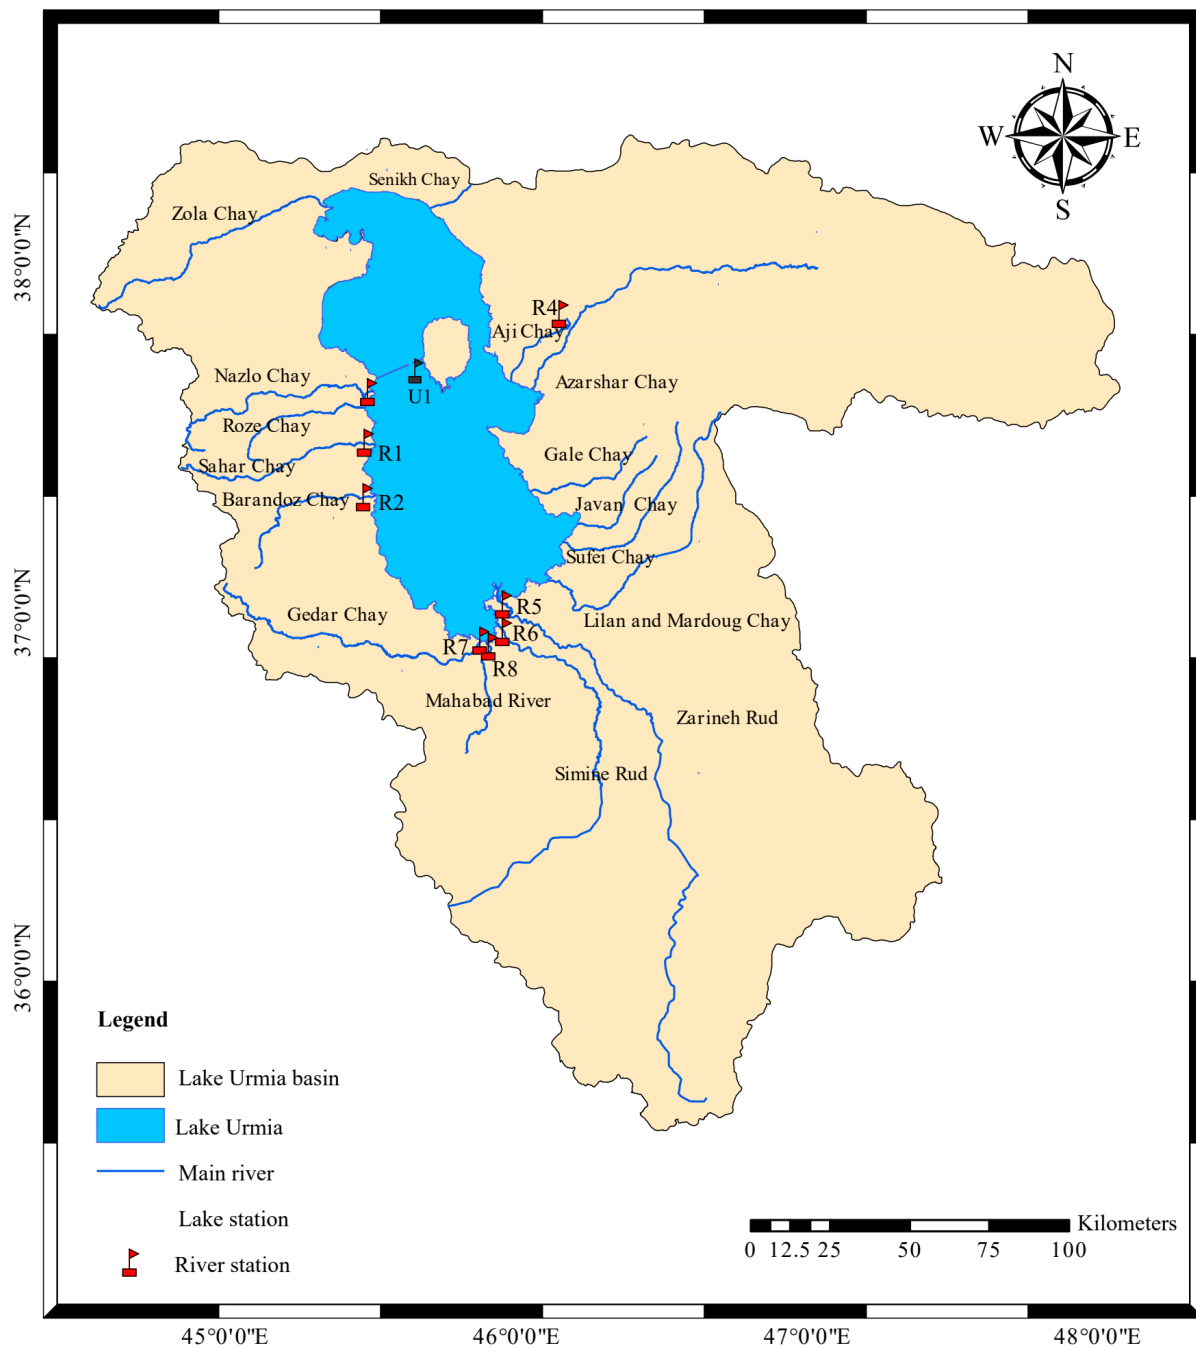 N
W
E
S
Senikh Chay
Zola Chay
38°0'0"N
R4
Aji Chay
Nazlo Chay
U1
Azarshar Chay
Roze Chay
R1
Gale Chay
Sahar Chay
Barandoz Chay
R2
Javan Chay
Sufei Chay
37°0'0"N
Gedar Chay
R5
Lilan and Mardoug Chay
R6
R7
R8
Mahabad River
Zarineh Rud
Simine Rud
36°0'0"N
Legend
Lake Urmia basin
Lake Urmia
Main river
Lake station
River station
Kilometers
0 12.5 25 50 75 100
45°0'0"E 46°0'0"E 47°0'0"E 48°0'0"E